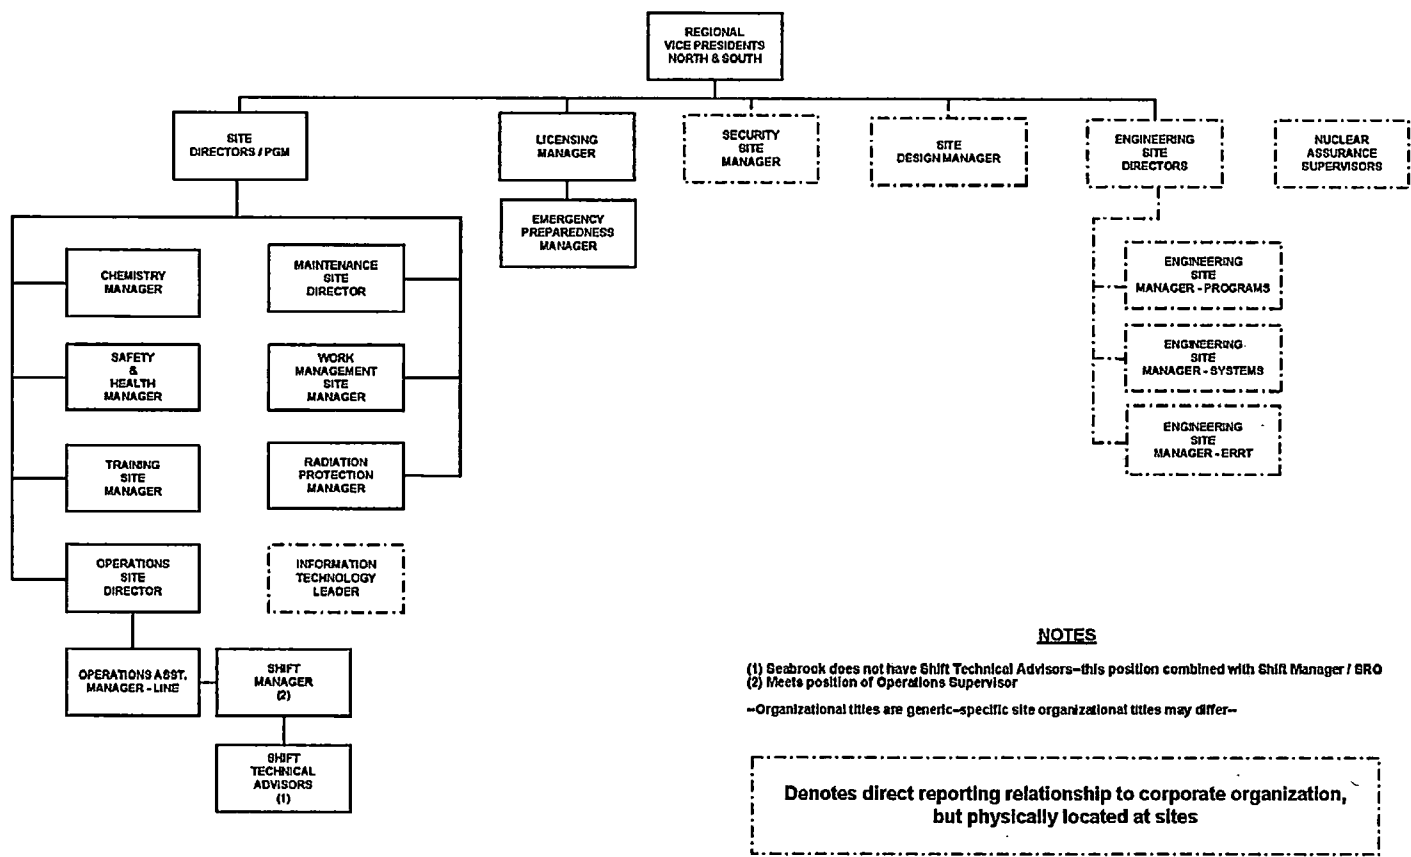 REGIONAL
VICE PRESIDENTS
NORTH & SOUTH
SITE
DIRECTORS / PGM
LICENSING
MANAGER
SECURITY
SITE
MANAGER
SITE
DESIGN MANAGER
ENGINEERING
SITE
DIRECTORS
NUCLEAR
ASSURANCE
SUPERVISORS
EMERGENCY
PREPAREDNESS
MANAGER
CHEMISTRY
MANAGER
MAINTENANCE
SITE
DIRECTOR
ENGINEERING
SITE
MANAGER - PROGRAMS
SAFETY
&
HEALTH
MANAGER
WORK
MANAGEMENT
SITE
MANAGER
ENGINEERING
SITE
MANAGER - SYSTEMS
TRAINING
SITE
MANAGER
RADIATION
PROTECTION
MANAGER
ENGINEERING
SITE
MANAGER - ERRT
OPERATIONS
SITE
DIRECTOR
INFORMATION
TECHNOLOGY
LEADER
OPERATIONS ASST.
MANAGER - LINE
SHIFT
MANAGER
(2)
SHIFT
TECHNICAL
ADVISORS
(1)
NOTES
(1) Seabrook does not have Shift Technical Advisors--this position combined with Shift Manager / SRO
(2) Meets position of Operations Supervisor
--Organizational titles are generic--specific site organizational titles may differ--
Denotes direct reporting relationship to corporate organization,
but physically located at sites